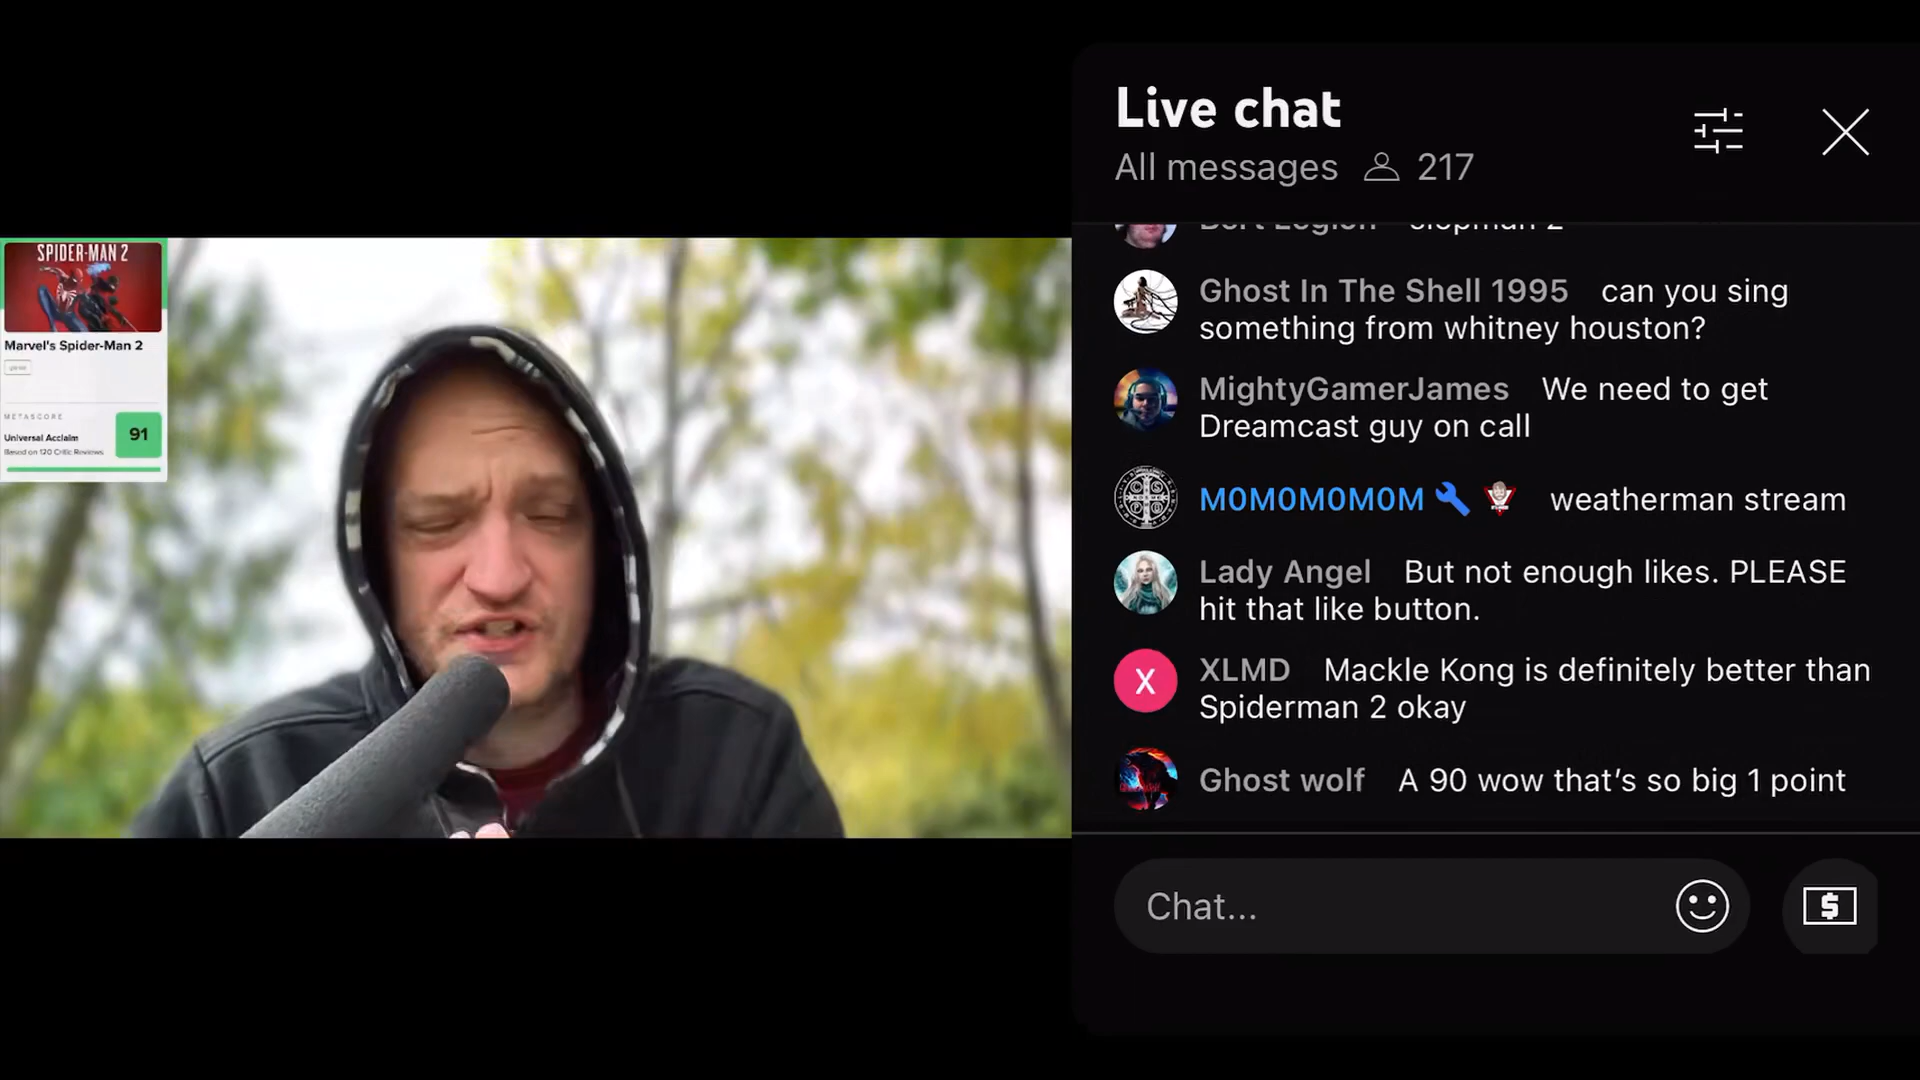 SPIDER-MAN 2
Marvel's Spider-Man 2
METASCORE
Universal Acclaim
91
Based on 120 Critic Reviews
Live chat
All messages 217
slopman 2
Ghost In The Shell 1995 can you sing
something from whitney houston?
MightyGamerJames We need to get
Dreamcast guy on call
M0M0M0M0M weatherman stream
Lady Angel But not enough likes. PLEASE
hit that like button.
X
XLMD Mackle Kong is definitely better than
Spiderman 2 okay
Ghost wolf A 90 wow that's so big 1 point
Chat...
$